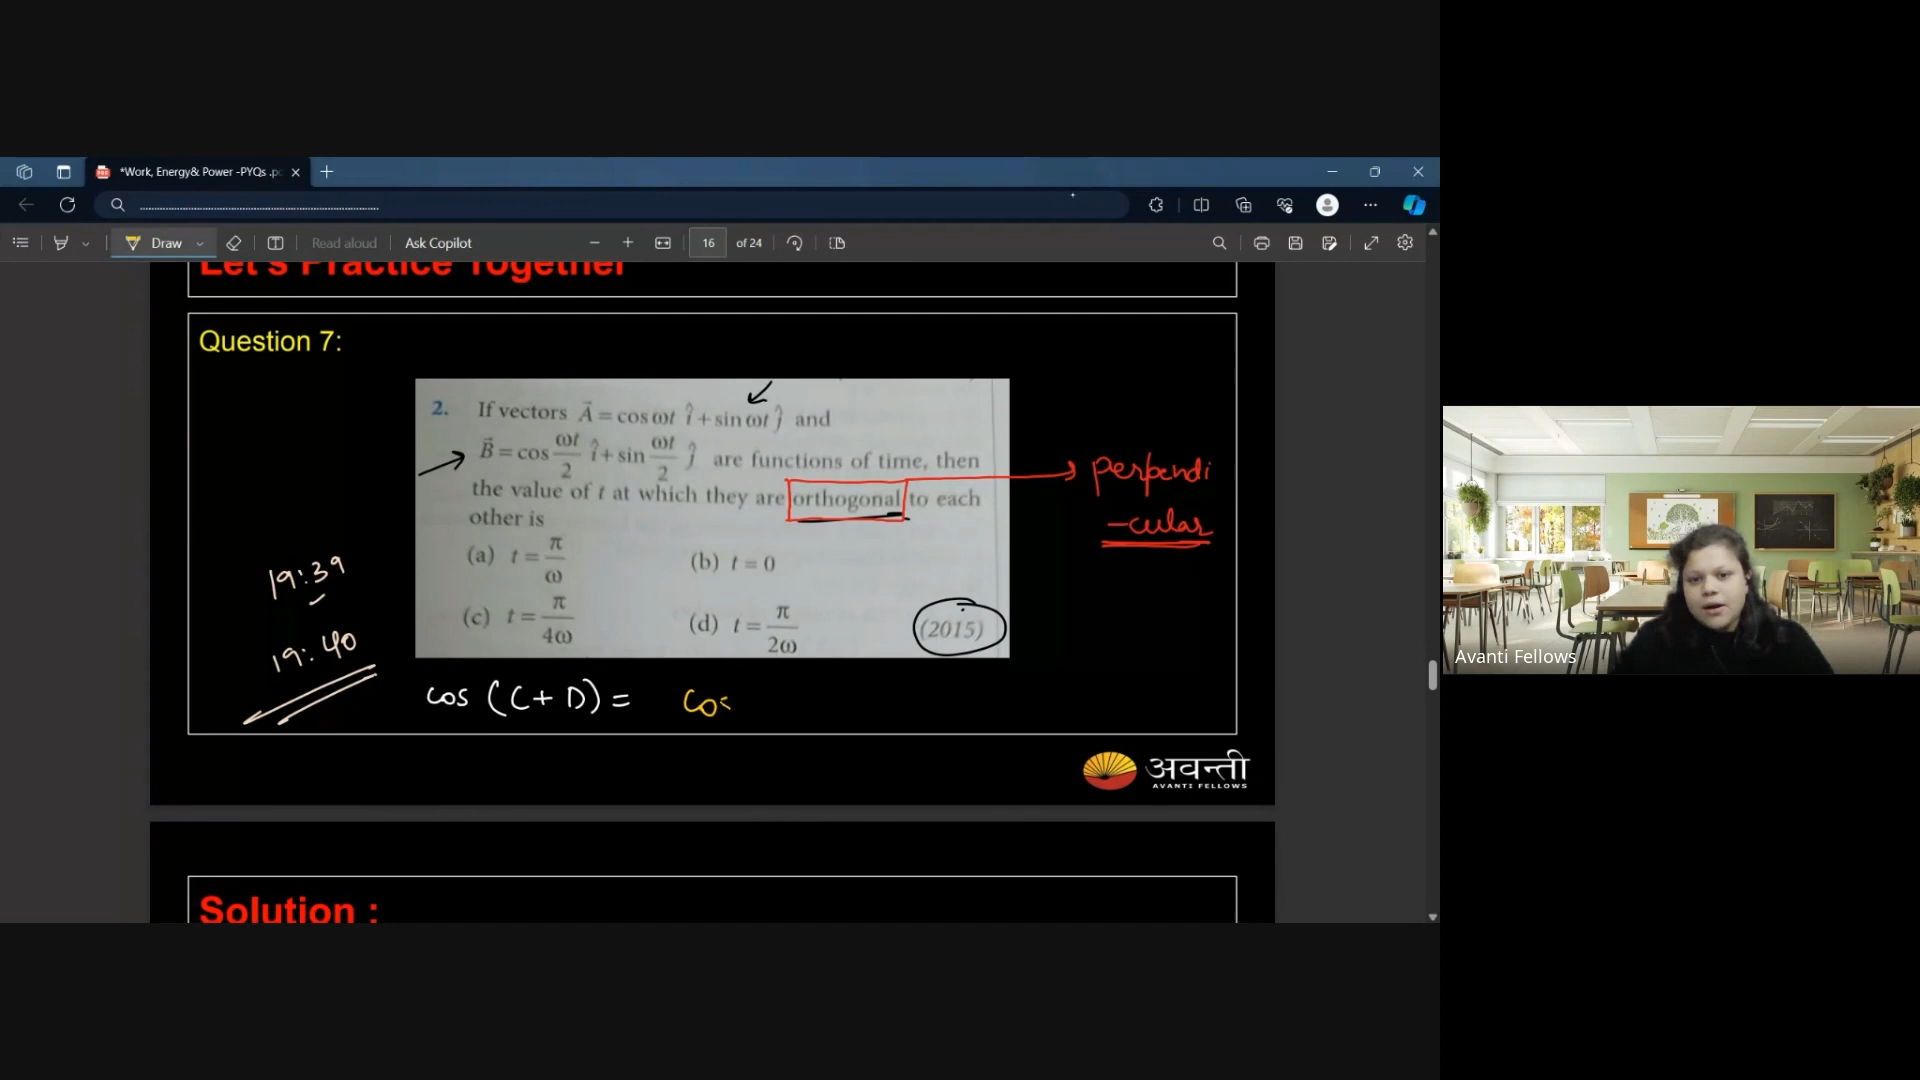 *Work, Energy& Power -PYQs .p
Draw
Read aloud
Ask Copilot
16
of 24
Let's Practice Together
Question 7:
2. If vectors A⃗ = cos ωt î + sin ωt ĵ and
B⃗ = cos ωt/2 î + sin ωt/2 ĵ are functions of time, then
the value of t at which they are orthogonal to each
other is
(a) t = π/ω (b) t = 0
(c) t = π/4ω (d) t = π/2ω (2015)
perpendi
-cular
19:39
19:40
cos (C+D) = cos
अवन्ती
AVANTI FELLOWS
Solution :
Avanti Fellows